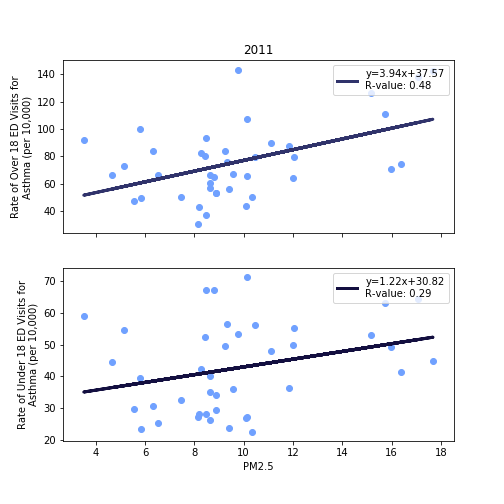 2011
Rate of Over 18 ED Visits for
Asthma (per 10,000)
140
120
100
80
60
40
y=3.94x+37.57
R-value: 0.48
Rate of Under 18 ED Visits for
Asthma (per 10,000)
70
60
50
40
30
20
y=1.22x+30.82
R-value: 0.29
4 6 8 10 12 14 16 18
PM2.5